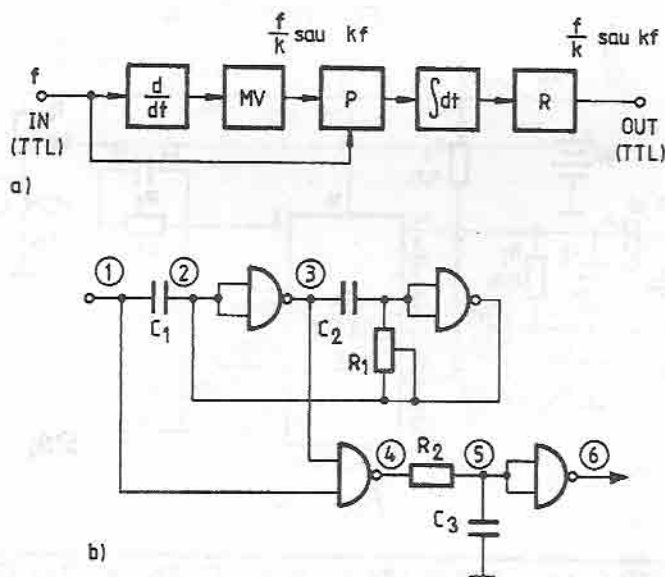 f/k sau kf
f/k sau kf
f
d/dt
MV
P
∫dt
R
IN
(TTL)
OUT
(TTL)
a)
1
2
3
C1
C2
R1
4
R2
5
6
C3
b)